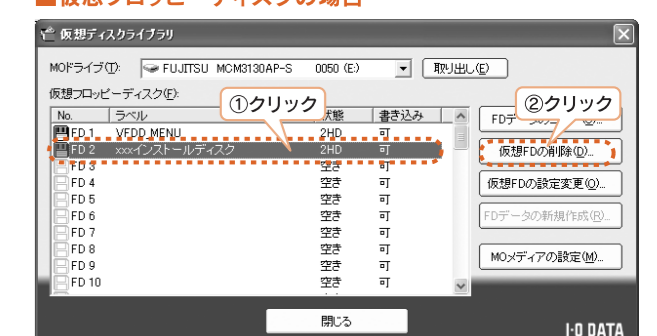 ■仮想フロッピーディスクの場合
仮想ディスクライブラリ
MOドライブ(T): FUJITSU MCM3130AP-S 0050 (E:) 取り出し(E)
仮想フロッピーディスク(F):
①クリック
②クリック
No. ラベル 状態 書き込み
FD 1 VFDD_MENU 2HD 可
FD 2 xxxインストールディスク 2HD 可
FD 3 空き 可
FD 4 空き 可
FD 5 空き 可
FD 6 空き 可
FD 7 空き 可
FD 8 空き 可
FD 9 空き 可
FD 10 空き 可
仮想FDの削除(D)...
仮想FDの設定変更(O)...
FDデータの新規作成(R)...
MOメディアの設定(M)...
閉じる
I·O DATA